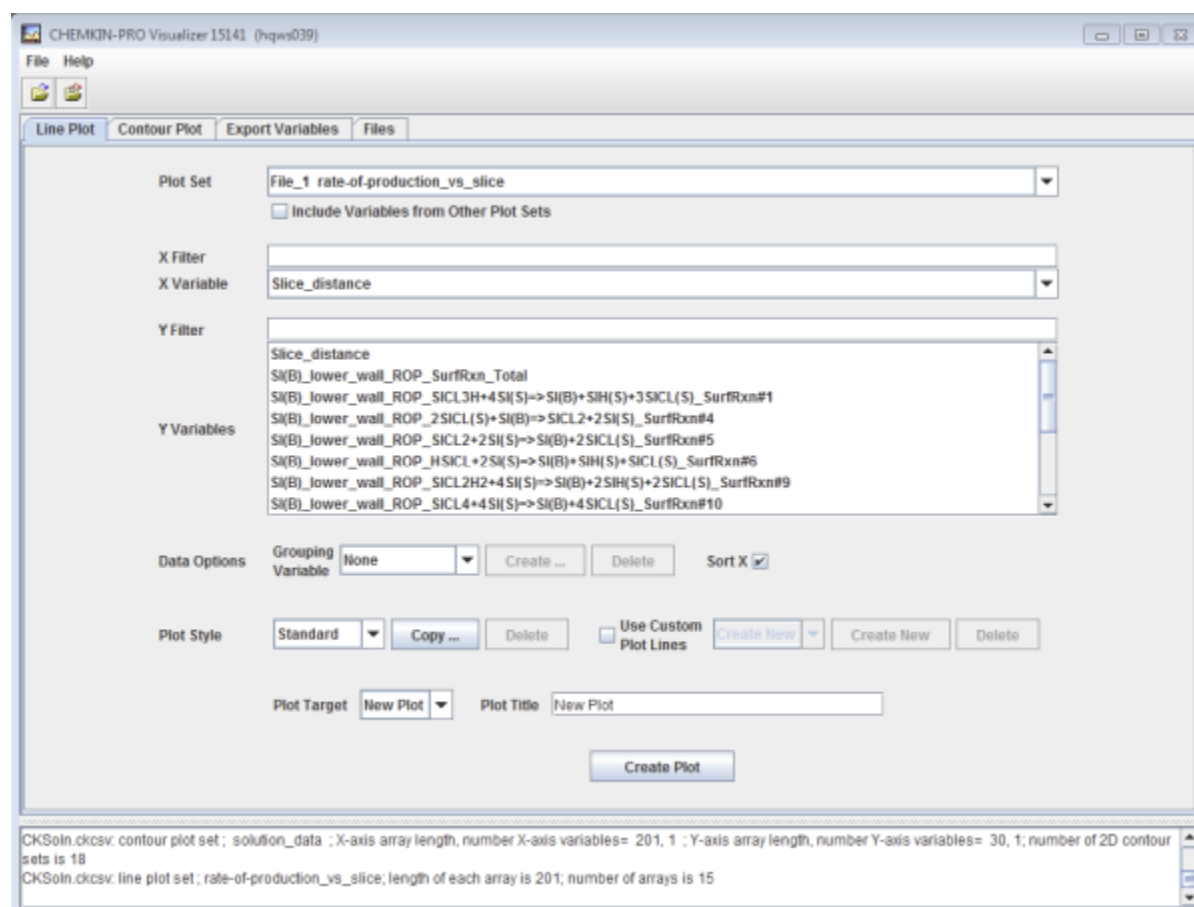 CHEMKIN-PRO Visualizer 15141 (hqws039)
File Help
Line Plot Contour Plot Export Variables Files
Plot Set File_1 rate-of-production_vs_slice
Include Variables from Other Plot Sets
X Filter
X Variable Slice_distance
Y Filter
Slice_distance
SI(B)_lower_wall_ROP_SurfRxn_Total
SI(B)_lower_wall_ROP_SICL3H+4SI(S)=>SI(B)+SIH(S)+3SICL(S)_SurfRxn#1
SI(B)_lower_wall_ROP_2SICL(S)+SI(B)=>SICL2+2SI(S)_SurfRxn#4
Y Variables
SI(B)_lower_wall_ROP_SICL2+2SI(S)=>SI(B)+2SICL(S)_SurfRxn#5
SI(B)_lower_wall_ROP_HSICL+2SI(S)=>SI(B)+SIH(S)+SICL(S)_SurfRxn#6
SI(B)_lower_wall_ROP_SICL2H2+4SI(S)=>SI(B)+2SIH(S)+2SICL(S)_SurfRxn#9
SI(B)_lower_wall_ROP_SICL4+4SI(S)=>SI(B)+4SICL(S)_SurfRxn#10
Data Options Grouping Variable None Create ... Delete Sort X
Plot Style Standard Copy ... Delete Use Custom Plot Lines Create New Create New Delete
Plot Target New Plot Plot Title New Plot
Create Plot
CKSoln.ckcsv: contour plot set ; solution_data ; X-axis array length, number X-axis variables= 201, 1 ; Y-axis array length, number Y-axis variables= 30, 1; number of 2D contour
sets is 18
CKSoln.ckcsv: line plot set ; rate-of-production_vs_slice; length of each array is 201; number of arrays is 15